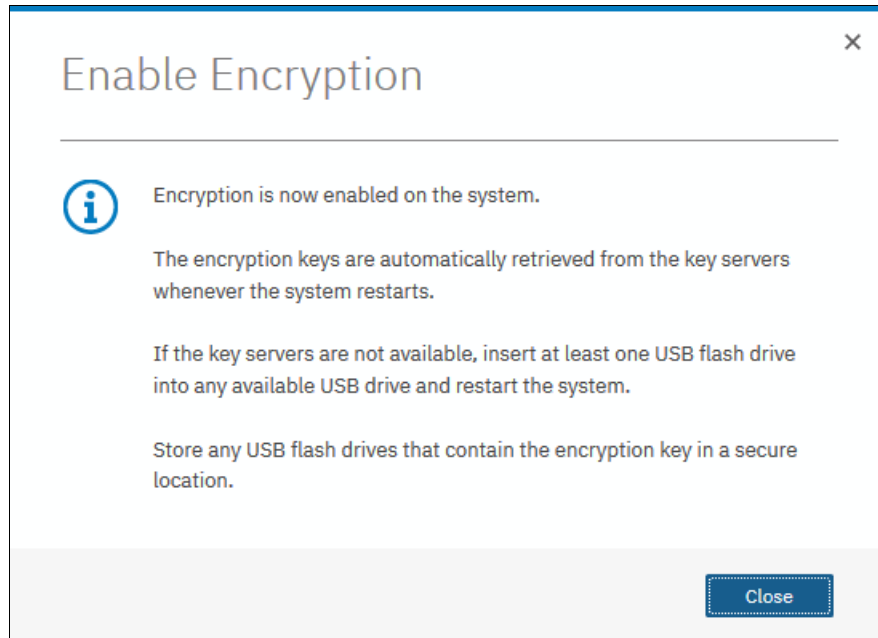 Enable Encryption
Encryption is now enabled on the system.
The encryption keys are automatically retrieved from the key servers
whenever the system restarts.
If the key servers are not available, insert at least one USB flash drive
into any available USB drive and restart the system.
Store any USB flash drives that contain the encryption key in a secure
location.
Close